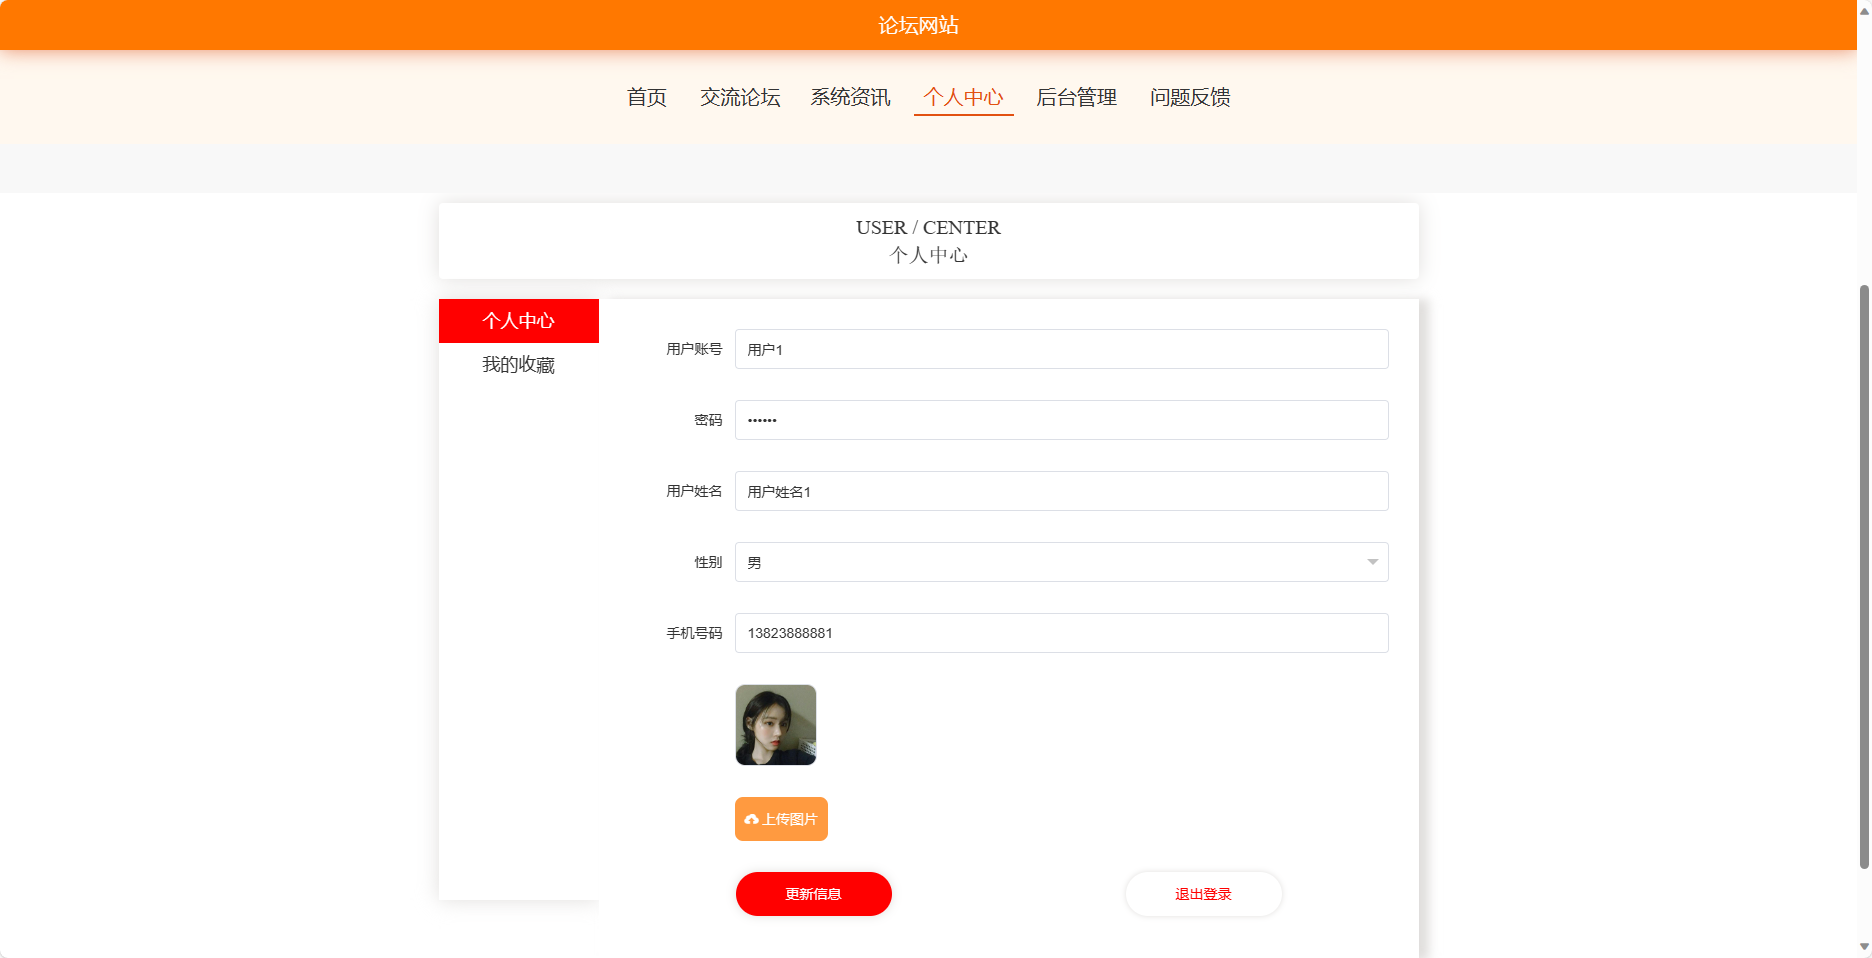 论坛网站
首页 交流论坛 系统资讯 个人中心 后台管理 问题反馈
USER / CENTER
个人中心
个人中心
我的收藏
用户账号 用户1
密码 ······
用户姓名 用户姓名1
性别 男
手机号码 13823888881
上传图片
更新信息 退出登录